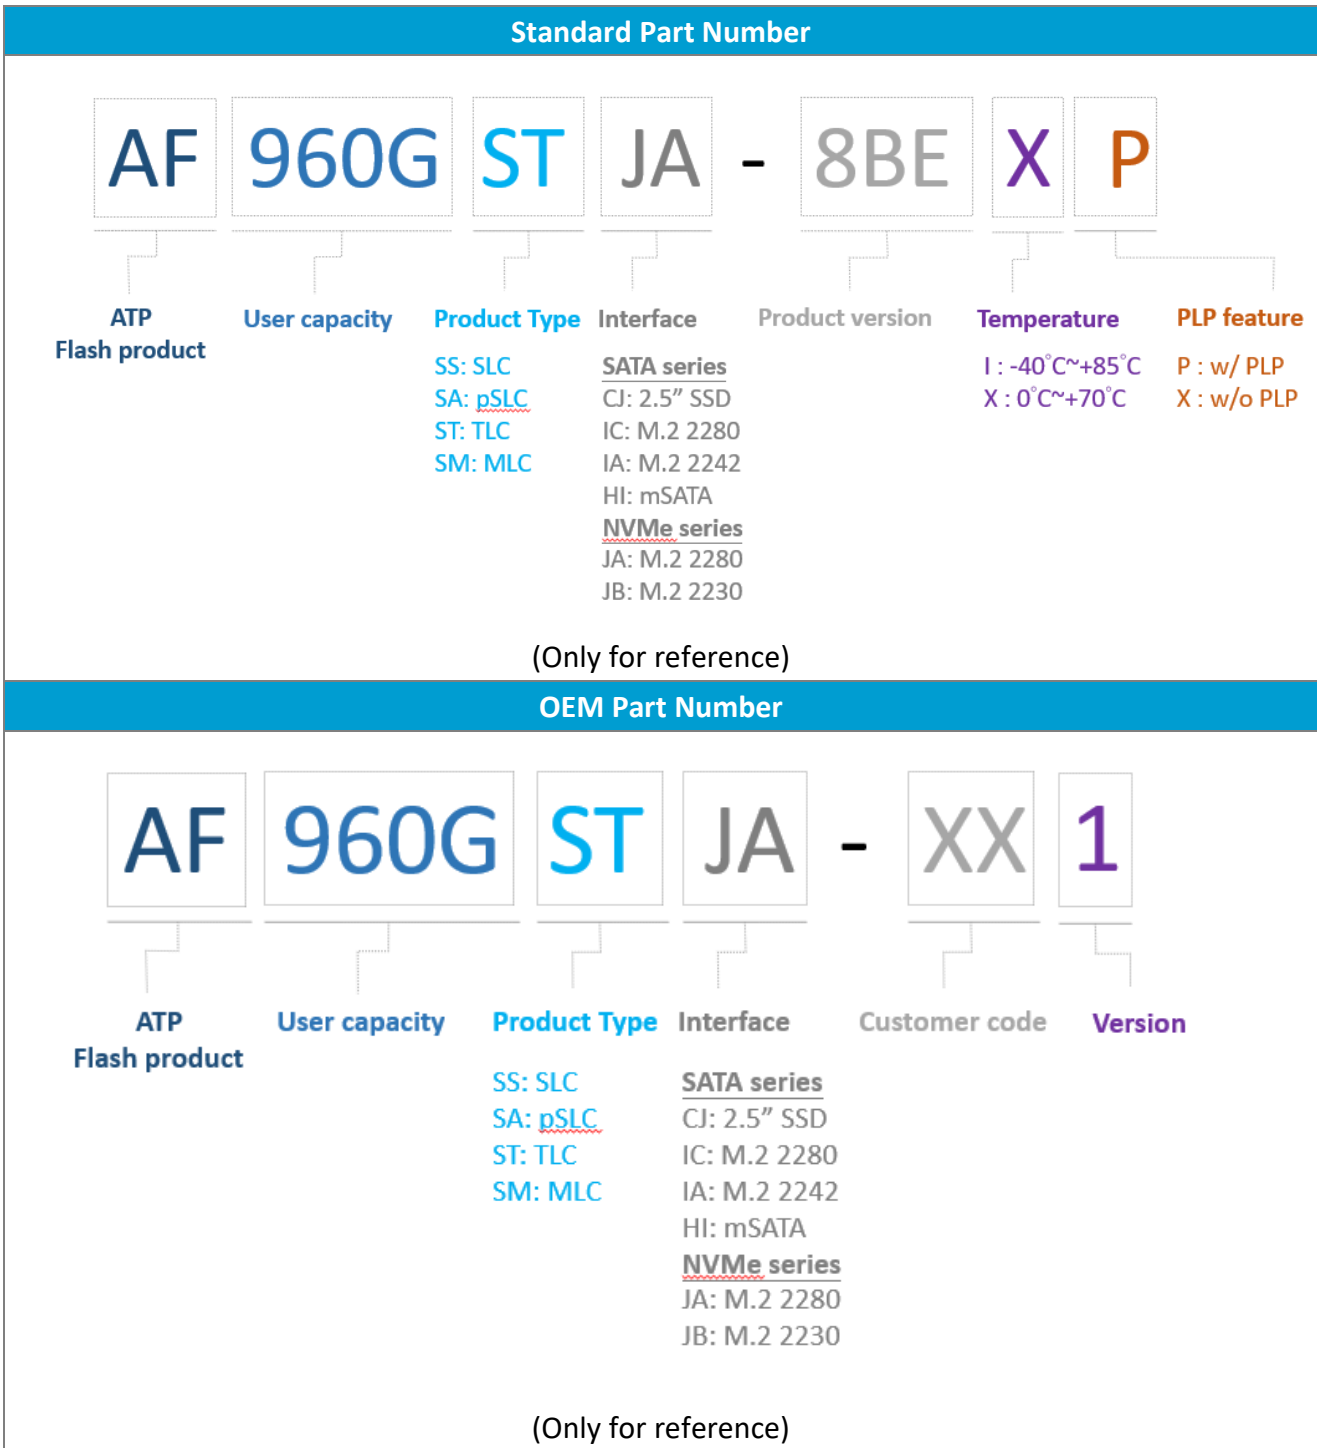 Standard Part Number
AF 960G ST JA - 8BE X P
ATP
Flash product
User capacity
Product Type
SS: SLC
SA: pSLC
ST: TLC
SM: MLC
Interface
SATA series
CJ: 2.5” SSD
IC: M.2 2280
IA: M.2 2242
HI: mSATA
NVMe series
JA: M.2 2280
JB: M.2 2230
Product version
Temperature
I : -40°C~+85°C
X : 0°C~+70°C
PLP feature
P : w/ PLP
X : w/o PLP
(Only for reference)
OEM Part Number
AF 960G ST JA - XX 1
ATP
Flash product
User capacity
Product Type
SS: SLC
SA: pSLC
ST: TLC
SM: MLC
Interface
SATA series
CJ: 2.5” SSD
IC: M.2 2280
IA: M.2 2242
HI: mSATA
NVMe series
JA: M.2 2280
JB: M.2 2230
Customer code
Version
(Only for reference)